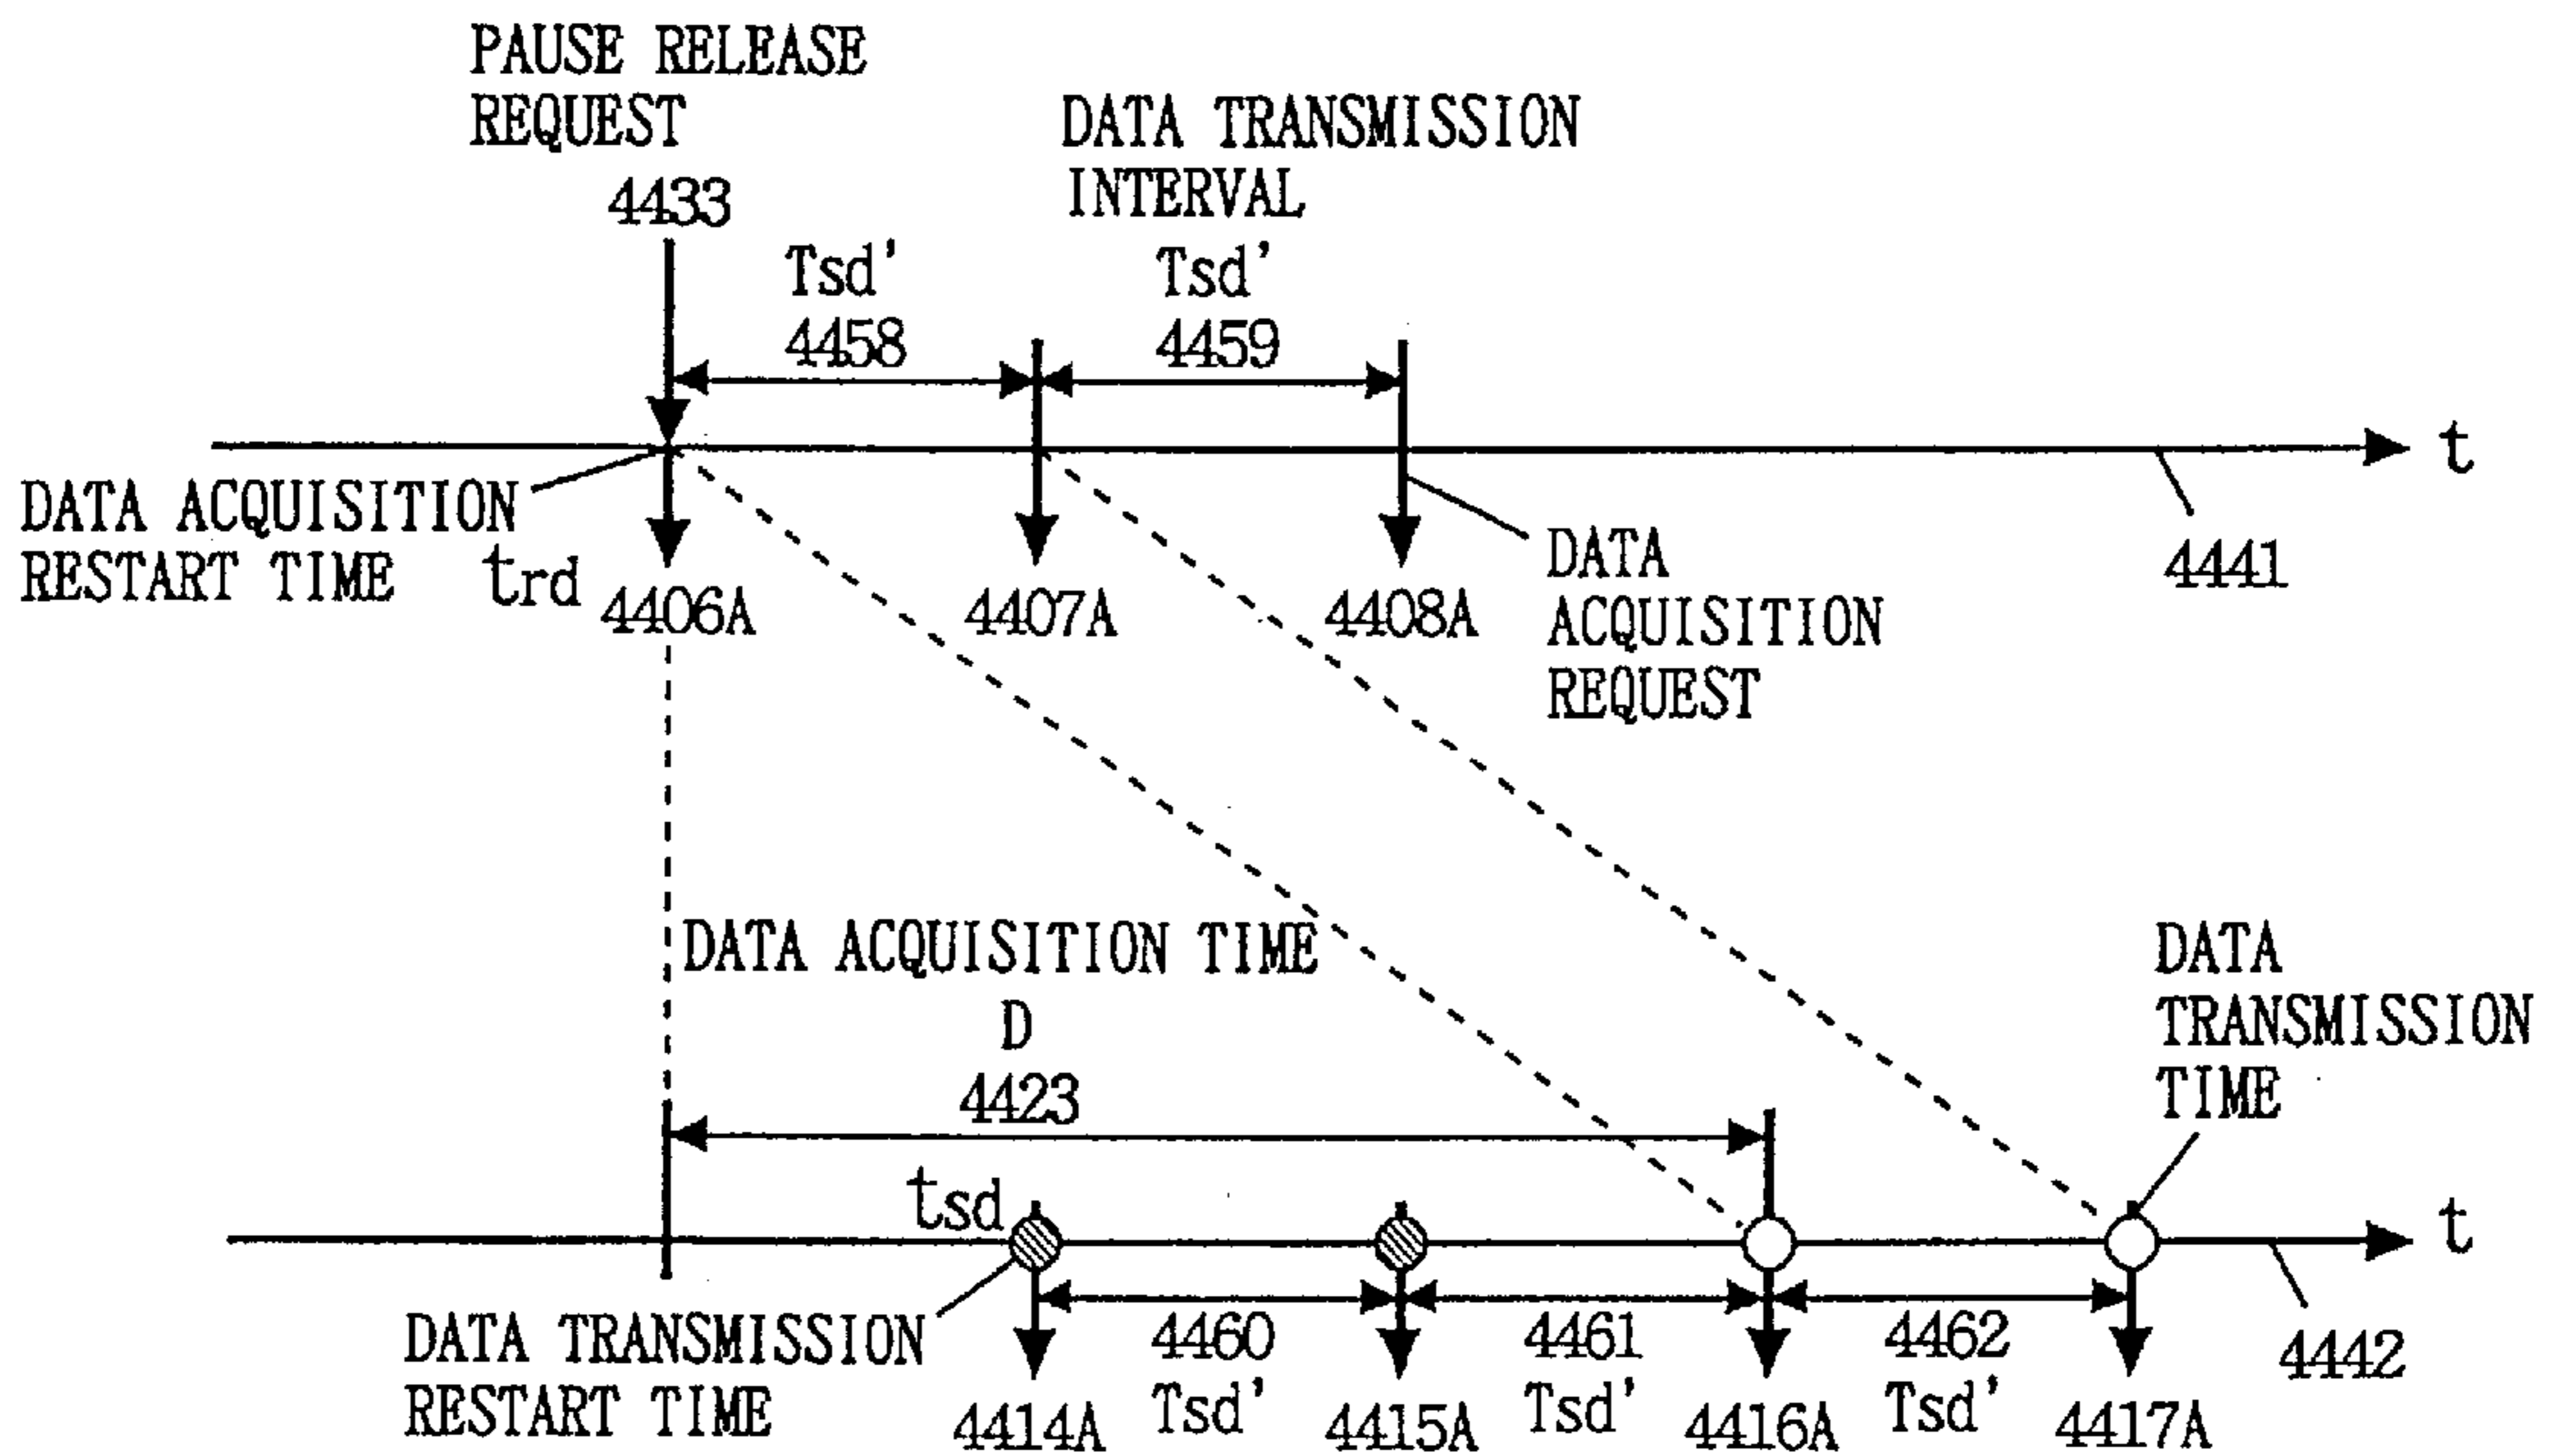 PAUSE RELEASE
REQUEST
4433
DATA TRANSMISSION
INTERVAL
Tsd'
4458
Tsd'
4459
t
DATA ACQUISITION
RESTART TIME
trd
4406A
4407A
4408A
DATA
ACQUISITION
REQUEST
4441
DATA ACQUISITION TIME
D
4423
DATA
TRANSMISSION
TIME
tsd
t
DATA TRANSMISSION
RESTART TIME
4414A
4460
Tsd'
4415A
4461
Tsd'
4416A
4462
Tsd'
4417A
4442